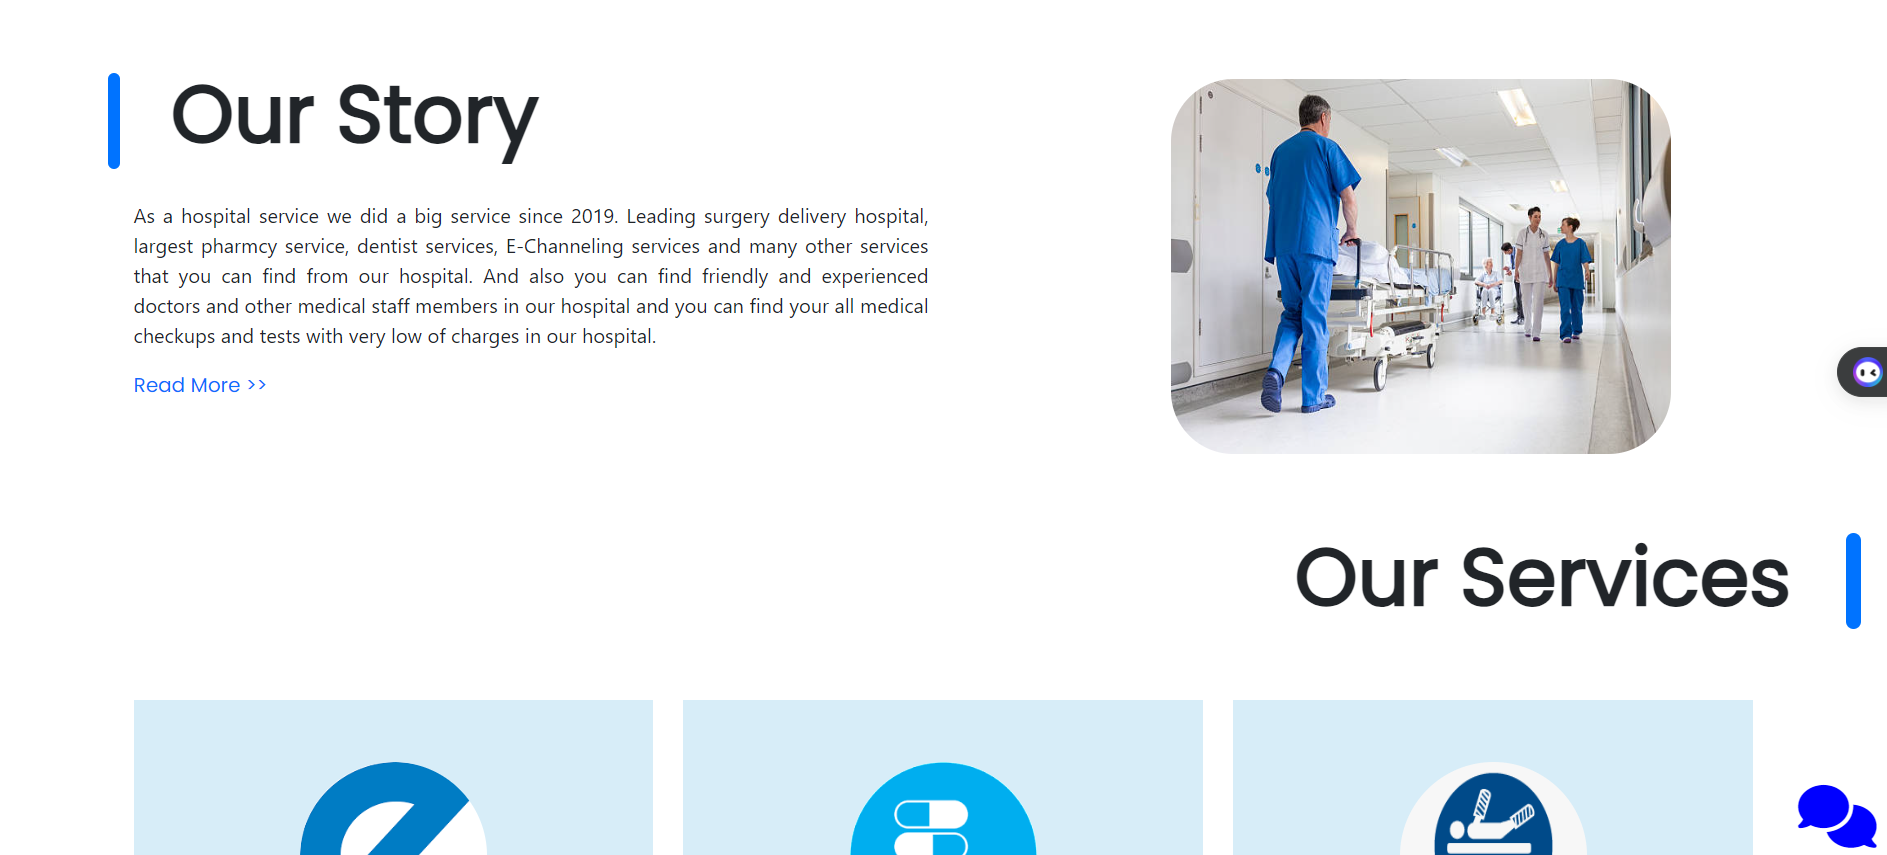 Our Story
As a hospital service we did a big service since 2019. Leading surgery delivery hospital,
largest pharmcy service, dentist services, E-Channeling services and many other services
that you can find from our hospital. And also you can find friendly and experienced
doctors and other medical staff members in our hospital and you can find your all medical
checkups and tests with very low of charges in our hospital.
Read More >>
Our Services